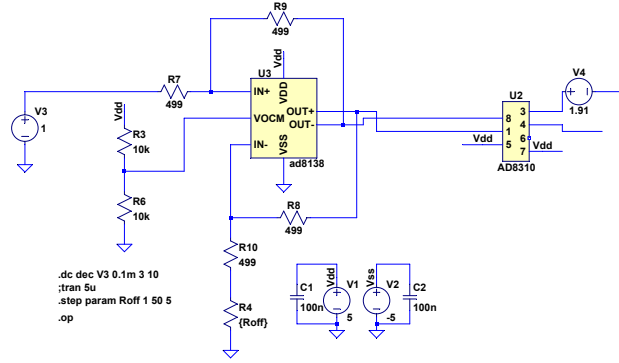 R9
499
R7
499
V3
1
Vdd
R3
10k
R6
10k
Vdd
U3
IN+
VDD
VOCM
OUT+
OUT-
IN-
VSS
ad8138
R8
499
R10
499
R4
{Roff}
V4
1.91
U2
3
8
4
1
6
5
7
Vdd
Vdd
AD8310
C1
100n
Vdd
V1
5
Vss
V2
-5
C2
100n
.dc dec V3 0.1m 3 10
;tran 5u
.step param Roff 1 50 5
.op